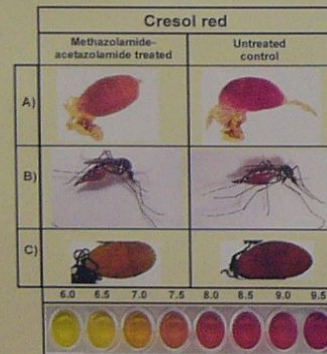 Cresol red
Methazolamide-
acetazolamide treated
Untreated
control
A)
B)
C)
6.0 6.5 7.0 7.5 8.0 8.5 9.0 9.5